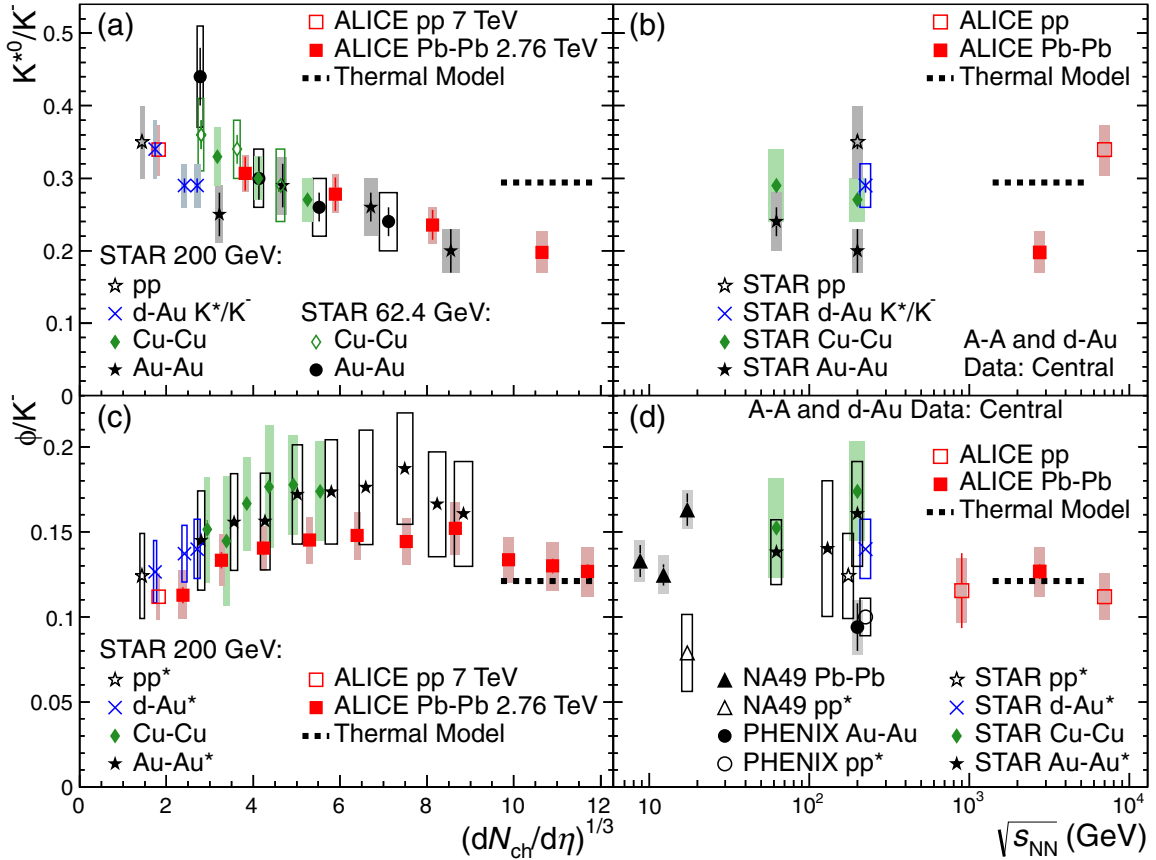 K*0/K-
(a)
ALICE pp 7 TeV
ALICE Pb-Pb 2.76 TeV
Thermal Model
0.5
0.4
0.3
0.2
0.1
0
STAR 200 GeV:
pp
d-Au K*/K-
Cu-Cu
Au-Au
STAR 62.4 GeV:
Cu-Cu
Au-Au
(b)
ALICE pp
ALICE Pb-Pb
Thermal Model
STAR pp
STAR d-Au K*/K-
STAR Cu-Cu
STAR Au-Au
A-A and d-Au
Data: Central
ϕ/K-
(c)
0.2
0.15
0.1
0.05
0
STAR 200 GeV:
pp*
d-Au*
Cu-Cu
Au-Au*
ALICE pp 7 TeV
ALICE Pb-Pb 2.76 TeV
Thermal Model
0 2 4 6 8 10 12
(dNch/dη)1/3
(d)
A-A and d-Au Data: Central
ALICE pp
ALICE Pb-Pb
Thermal Model
NA49 Pb-Pb
NA49 pp*
PHENIX Au-Au
PHENIX pp*
STAR pp*
STAR d-Au*
STAR Cu-Cu
STAR Au-Au*
10 102 103 104
√sNN (GeV)